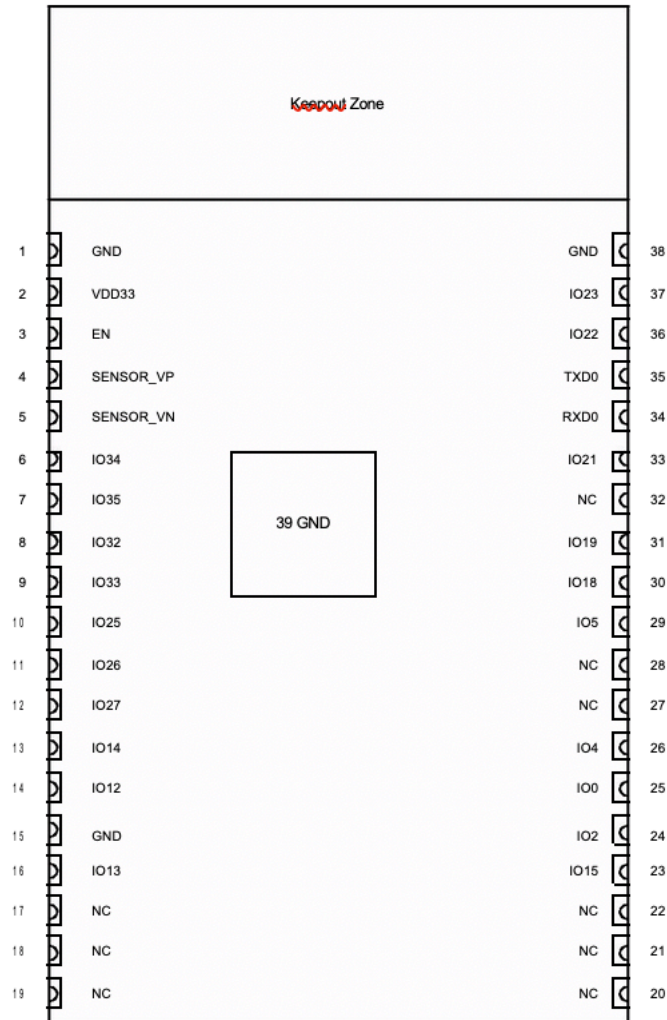 Keepout Zone
1 GND GND 38
2 VDD33 IO23 37
3 EN IO22 36
4 SENSOR_VP TXD0 35
5 SENSOR_VN RXD0 34
6 IO34 IO21 33
7 IO35 NC 32
39 GND
8 IO32 IO19 31
9 IO33 IO18 30
10 IO25 IO5 29
11 IO26 NC 28
12 IO27 NC 27
13 IO14 IO4 26
14 IO12 IO0 25
15 GND IO2 24
16 IO13 IO15 23
17 NC NC 22
18 NC NC 21
19 NC NC 20